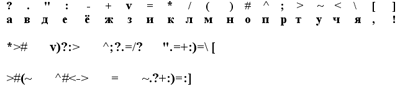 ? . " : - + v = * / ( ) # ^ ; > ~ < \ [ ]
а в д е ё ж з и к л м н о п р т у ч я , !
*># v)?:> ^;?.=/? ".=+:)=\ [
>#(~ ^#<-> = ~.?+:)=:]